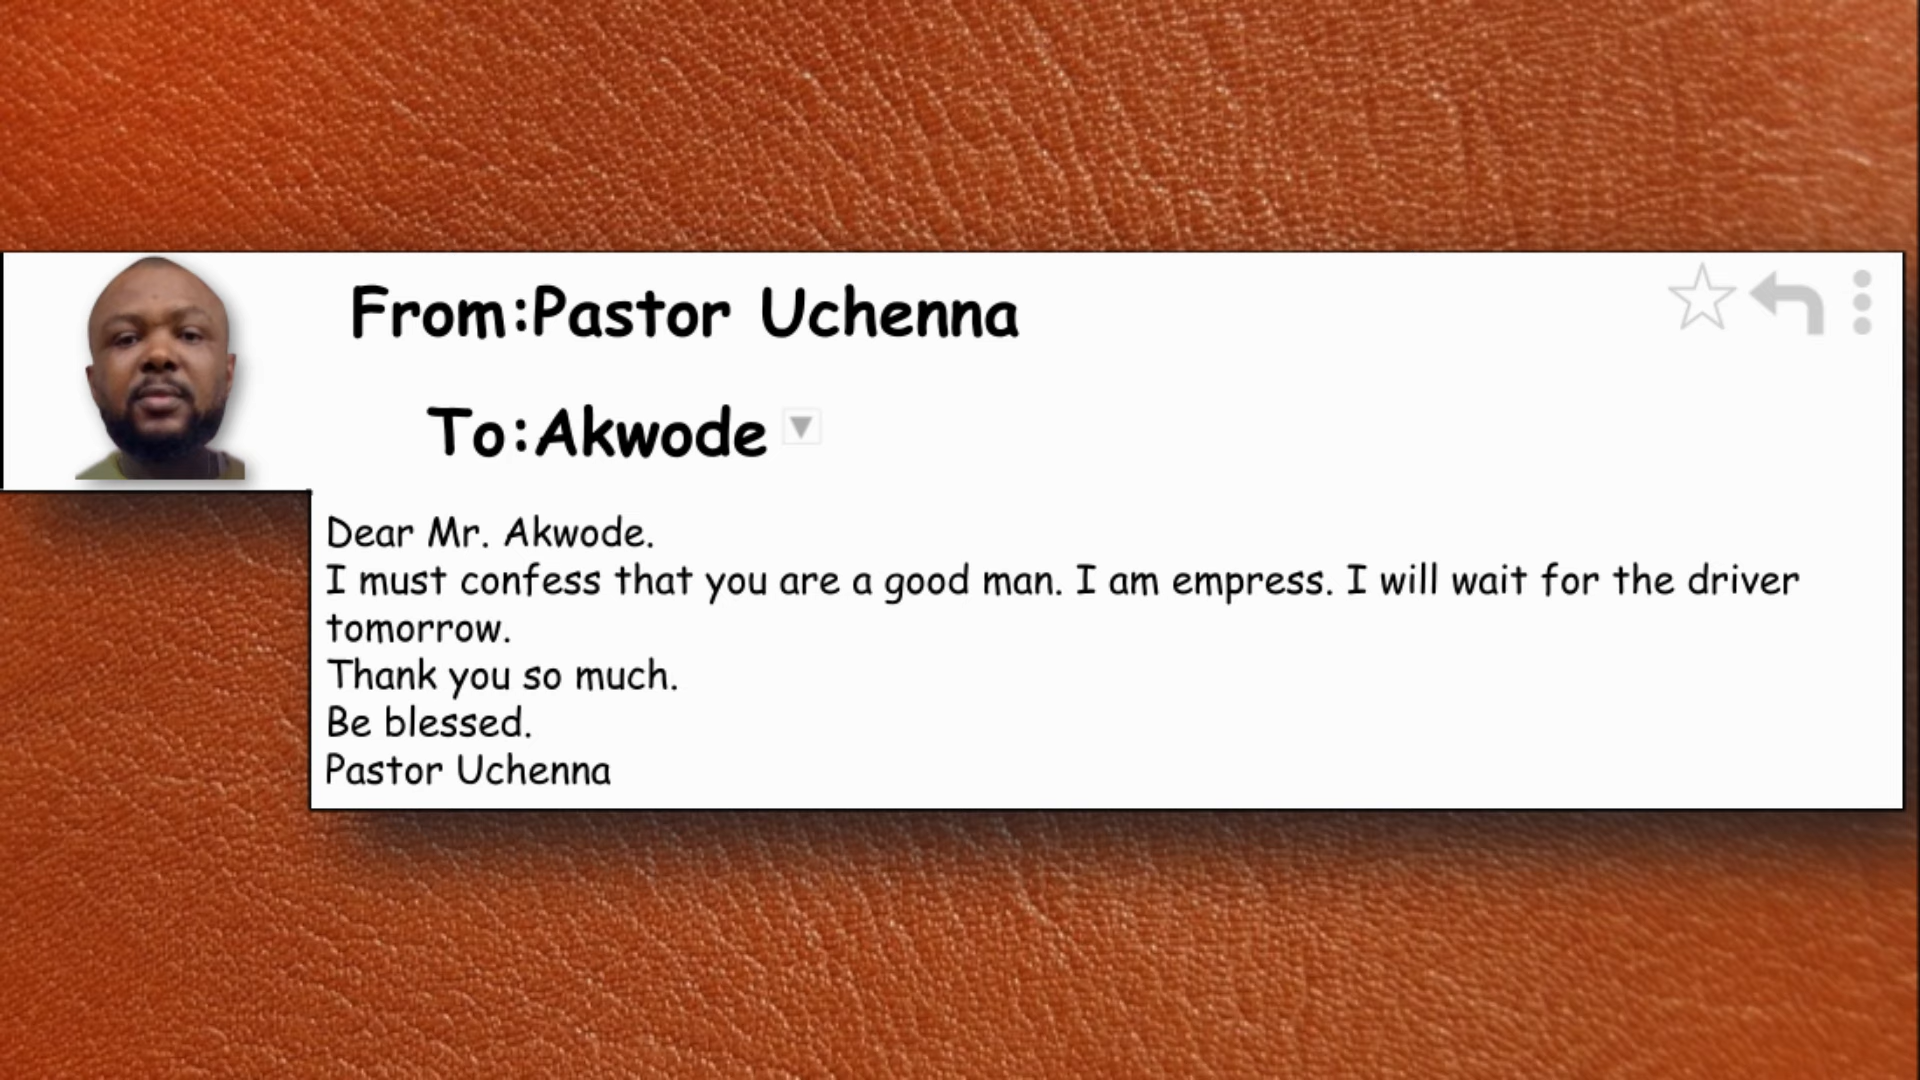 From:Pastor Uchenna
To:Akwode
Dear Mr. Akwode.
I must confess that you are a good man. I am empress. I will wait for the driver
tomorrow.
Thank you so much.
Be blessed.
Pastor Uchenna